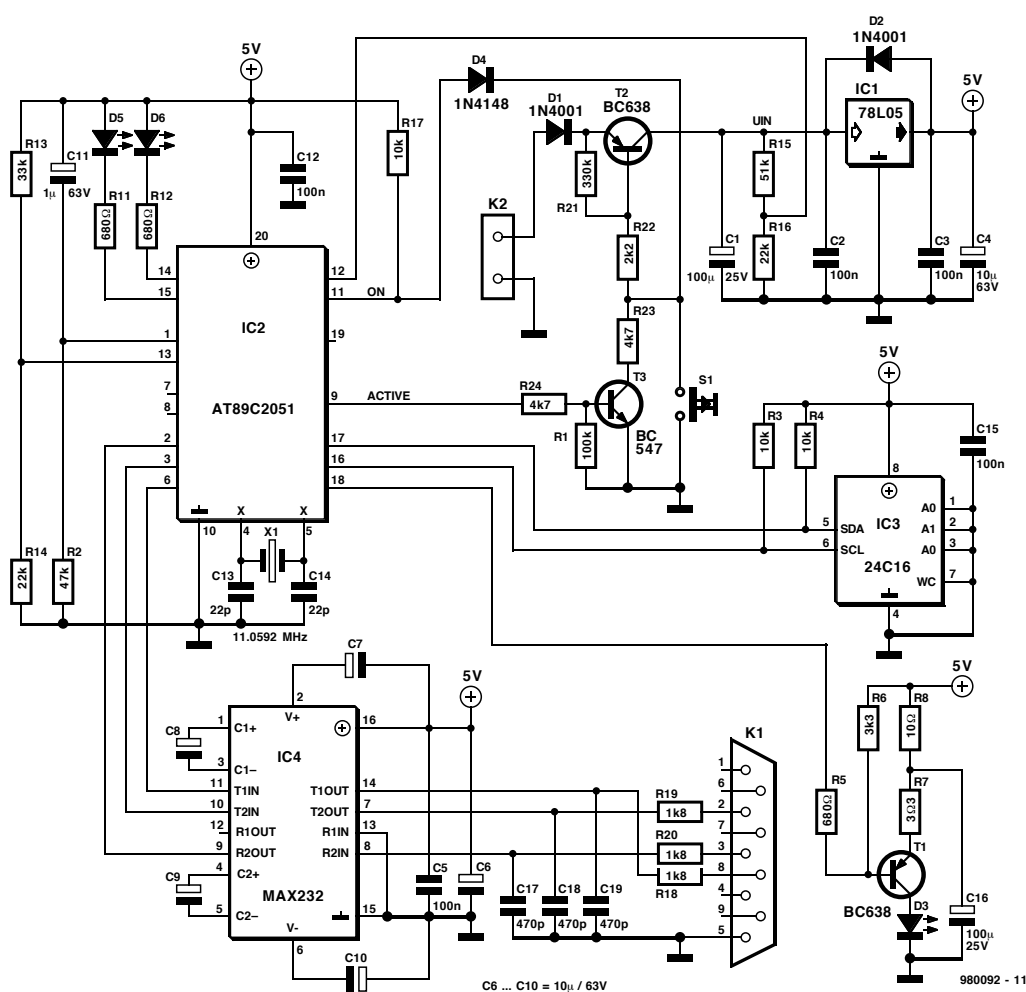 D2
1N4001
5V
D4
1N4148
T2
BC638
D1
1N4001
IC1
78L05
5V
UIN
D5
D6
R13
33k
C11
1µ
63V
R11
680Ω
R12
680Ω
C12
100n
R17
10k
R21
330k
R15
51k
K2
R22
2k2
R16
22k
C1
100µ
25V
C2
100n
C3
100n
C4
10µ
63V
20
14
15
1
13
7
8
2
3
6
IC2
AT89C2051
12
11
ON
19
9
ACTIVE
17
16
18
X
X
10
4
5
X1
R23
4k7
R24
4k7
T3
BC
547
R1
100k
S1
5V
R3
10k
R4
10k
C15
100n
8
5
SDA
6
SCL
IC3
24C16
A0
1
A1
2
A0
3
WC
7
4
R14
22k
R2
47k
C13
22p
C14
22p
11.0592 MHz
C7
5V
2
V+
1
C1+
C8
3
C1–
11
T1IN
10
T2IN
12
R1OUT
9
R2OUT
4
C2+
C9
5
C2–
V-
6
IC4
MAX232
16
T1OUT
14
T2OUT
7
R1IN
13
R2IN
8
15
C10
C5
100n
C6
C17
470p
C18
470p
C19
470p
R19
1k8
R20
1k8
1k8
R18
K1
1
6
2
7
3
8
4
9
5
5V
R6
3k3
R8
10Ω
R5
680Ω
R7
3Ω3
T1
BC638
D3
C16
100µ
25V
C6 ... C10 = 10µ / 63V
980092 - 11